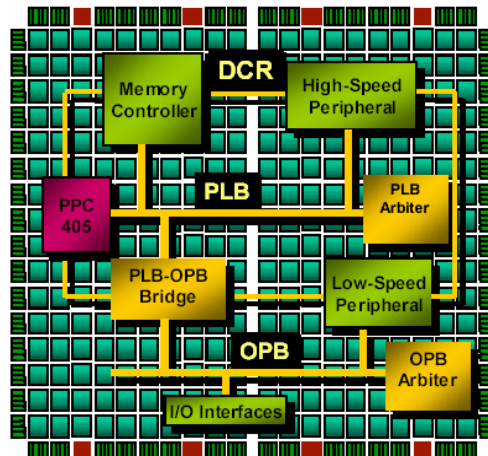 DCR
Memory
Controller
High-Speed
Peripheral
PLB
PPC
405
PLB
Arbiter
PLB-OPB
Bridge
Low-Speed
Peripheral
OPB
OPB
Arbiter
I/O Interfaces